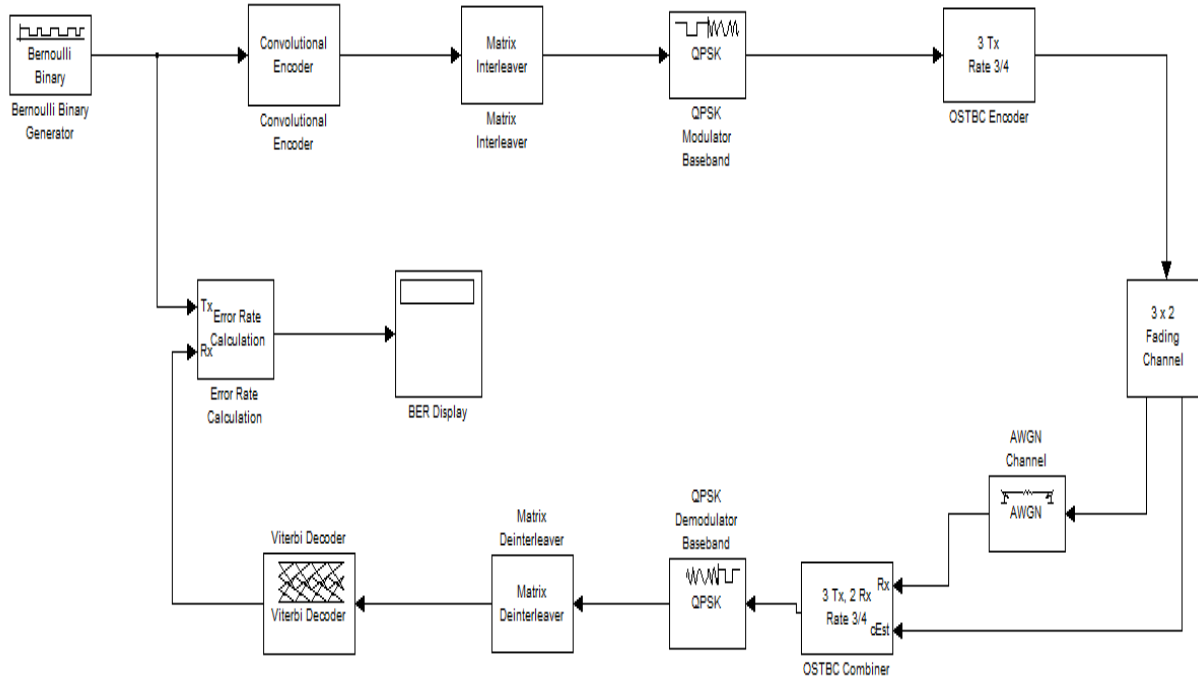 Bernoulli
Binary
Bernoulli Binary
Generator
Convolutional
Encoder
Convolutional
Encoder
Matrix
Interleaver
Matrix
Interleaver
QPSK
QPSK
Modulator
Baseband
3 Tx
Rate 3/4
OSTBC Encoder
Tx
Error Rate
Calculation
Rx
Error Rate
Calculation
BER Display
3 x 2
Fading
Channel
AWGN
Channel
AWGN
Viterbi Decoder
Viterbi Decoder
Matrix
Deinterleaver
Matrix
Deinterleaver
QPSK
Demodulator
Baseband
QPSK
Rx
3 Tx, 2 Rx
Rate 3/4
cEst
OSTBC Combiner